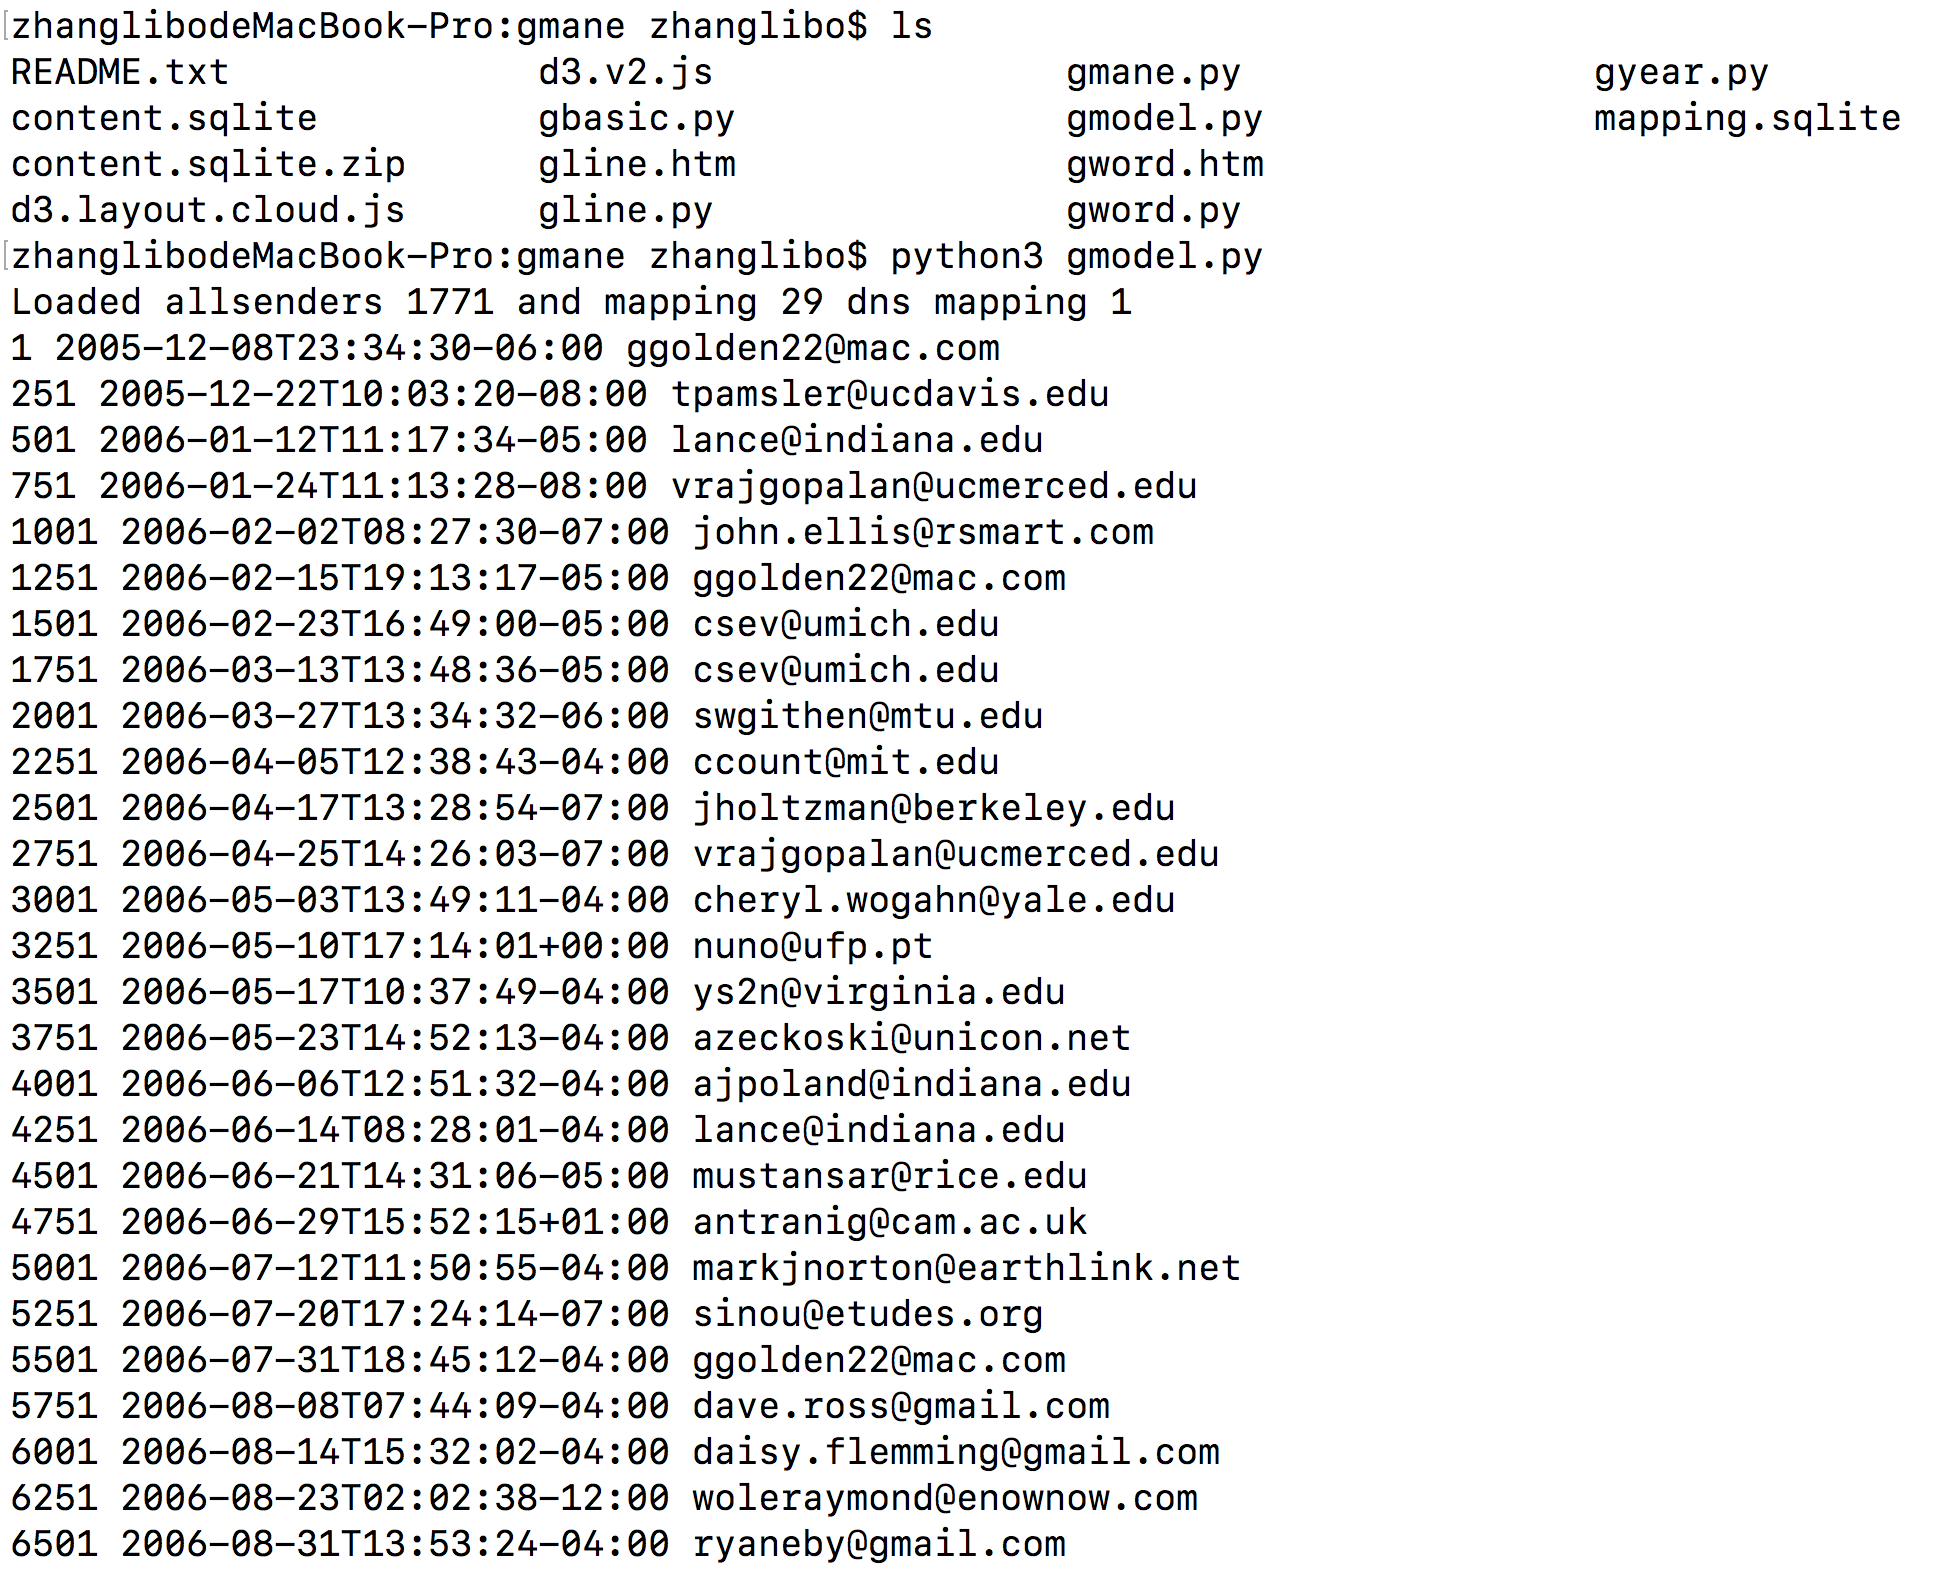 zhanglibodeMacBook-Pro:gmane zhanglibo$ ls
README.txt d3.v2.js gmane.py gyear.py
content.sqlite gbasic.py gmodel.py mapping.sqlite
content.sqlite.zip gline.htm gword.htm
d3.layout.cloud.js gline.py gword.py
zhanglibodeMacBook-Pro:gmane zhanglibo$ python3 gmodel.py
Loaded allsenders 1771 and mapping 29 dns mapping 1
1 2005-12-08T23:34:30-06:00 ggolden22@mac.com
251 2005-12-22T10:03:20-08:00 tpamsler@ucdavis.edu
501 2006-01-12T11:17:34-05:00 lance@indiana.edu
751 2006-01-24T11:13:28-08:00 vrajgopalan@ucmerced.edu
1001 2006-02-02T08:27:30-07:00 john.ellis@rsmart.com
1251 2006-02-15T19:13:17-05:00 ggolden22@mac.com
1501 2006-02-23T16:49:00-05:00 csev@umich.edu
1751 2006-03-13T13:48:36-05:00 csev@umich.edu
2001 2006-03-27T13:34:32-06:00 swgithen@mtu.edu
2251 2006-04-05T12:38:43-04:00 ccount@mit.edu
2501 2006-04-17T13:28:54-07:00 jholtzman@berkeley.edu
2751 2006-04-25T14:26:03-07:00 vrajgopalan@ucmerced.edu
3001 2006-05-03T13:49:11-04:00 cheryl.wogahn@yale.edu
3251 2006-05-10T17:14:01+00:00 nuno@ufp.pt
3501 2006-05-17T10:37:49-04:00 ys2n@virginia.edu
3751 2006-05-23T14:52:13-04:00 azeckoski@unicon.net
4001 2006-06-06T12:51:32-04:00 ajpoland@indiana.edu
4251 2006-06-14T08:28:01-04:00 lance@indiana.edu
4501 2006-06-21T14:31:06-05:00 mustansar@rice.edu
4751 2006-06-29T15:52:15+01:00 antranig@cam.ac.uk
5001 2006-07-12T11:50:55-04:00 markjnorton@earthlink.net
5251 2006-07-20T17:24:14-07:00 sinou@etudes.org
5501 2006-07-31T18:45:12-04:00 ggolden22@mac.com
5751 2006-08-08T07:44:09-04:00 dave.ross@gmail.com
6001 2006-08-14T15:32:02-04:00 daisy.flemming@gmail.com
6251 2006-08-23T02:02:38-12:00 woleraymond@enownow.com
6501 2006-08-31T13:53:24-04:00 ryaneby@gmail.com